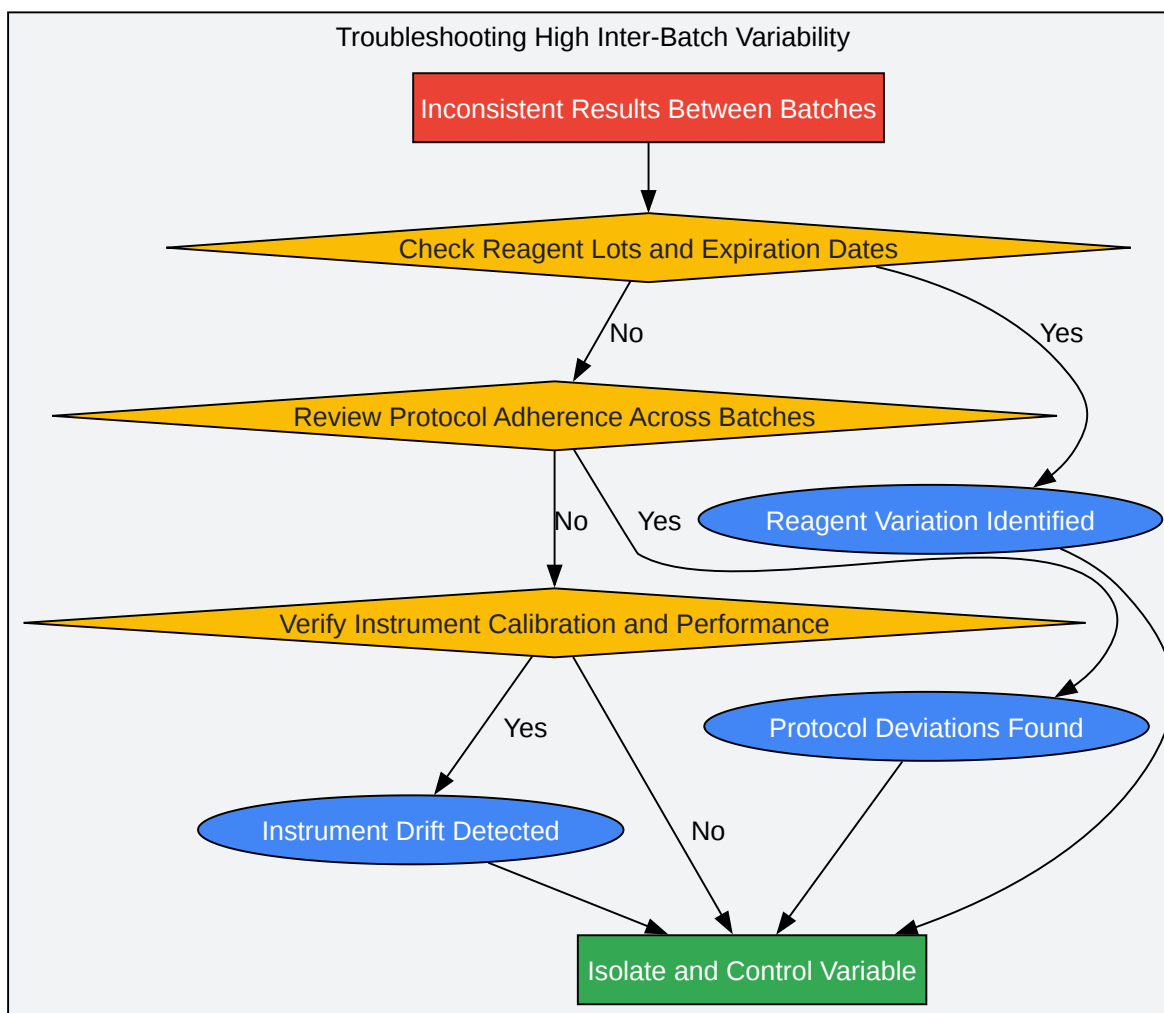 Troubleshooting High Inter-Batch Variability
Inconsistent Results Between Batches
Check Reagent Lots and Expiration Dates
No
Yes
Review Protocol Adherence Across Batches
No
Yes
Reagent Variation Identified
Verify Instrument Calibration and Performance
Yes
Protocol Deviations Found
Instrument Drift Detected
No
Isolate and Control Variable